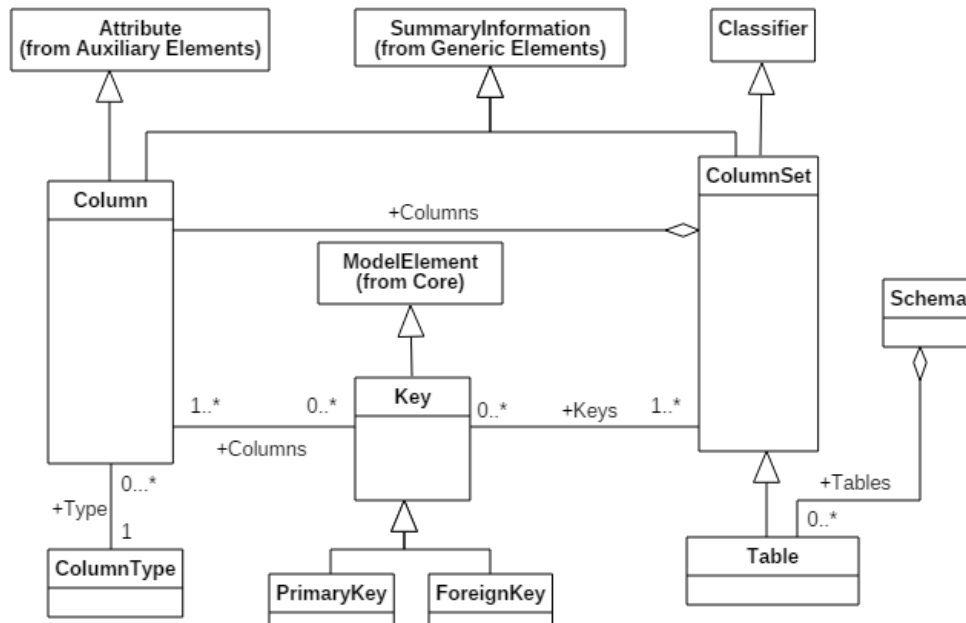 Attribute
(from Auxiliary Elements)
SummaryInformation
(from Generic Elements)
Classifier
Column
ColumnSet
+Columns
ModelElement
(from Core)
Schema
Key
1..*
0..*
0..*
+Keys
1..*
+Columns
+Tables
0...*
+Type
1
0..*
ColumnType
PrimaryKey
ForeignKey
Table